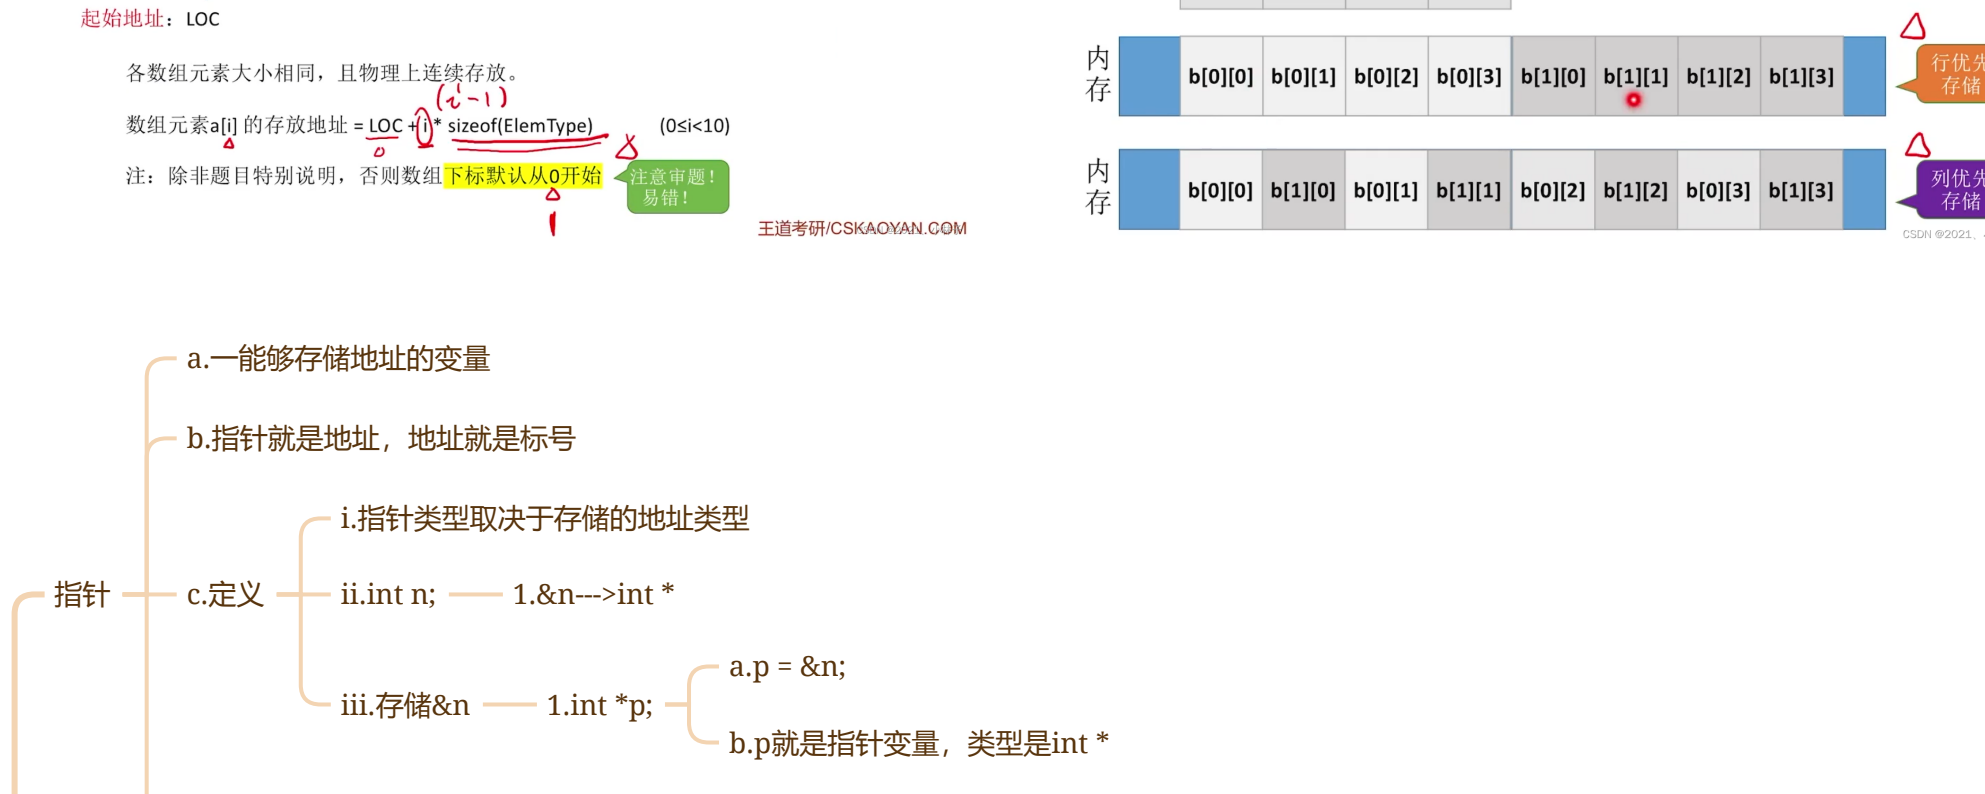 起始地址：LOC
各数组元素大小相同，且物理上连续存放。
(i-1)
数组元素a[i] 的存放地址 = LOC + i * sizeof(ElemType) (0≤i<10)
0
注：除非题目特别说明，否则数组下标默认从0开始
1
注意审题！
易错！
王道考研/CSKAOYAN.COM
内存
b[0][0] b[0][1] b[0][2] b[0][3] b[1][0] b[1][1] b[1][2] b[1][3]
行优先
存储
内存
b[0][0] b[1][0] b[0][1] b[1][1] b[0][2] b[1][2] b[0][3] b[1][3]
列优先
存储
CSDN @2021、
指针
a.一能够存储地址的变量
b.指针就是地址，地址就是标号
c.定义
i.指针类型取决于存储的地址类型
ii.int n; 1.&n--->int *
iii.存储&n 1.int *p;
a.p = &n;
b.p就是指针变量，类型是int *